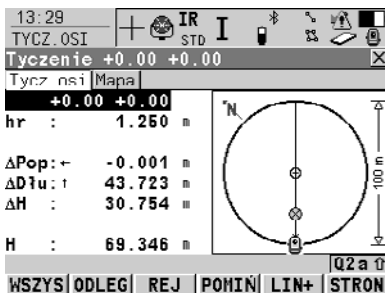 13:29
TYCZ.OSI
IR
STD
I
Tyczenie +0.00 +0.00
Tycz osi Mapa
+0.00 +0.00
hr : 1.250 m
ΔPop:← -0.001 m
ΔDłu:↑ 43.723 m
ΔH : 30.754 m
H : 69.346 m
N
100 m
Q2a⇧
WSZYS ODLEG REJ POMIŃ LIN+ STRON